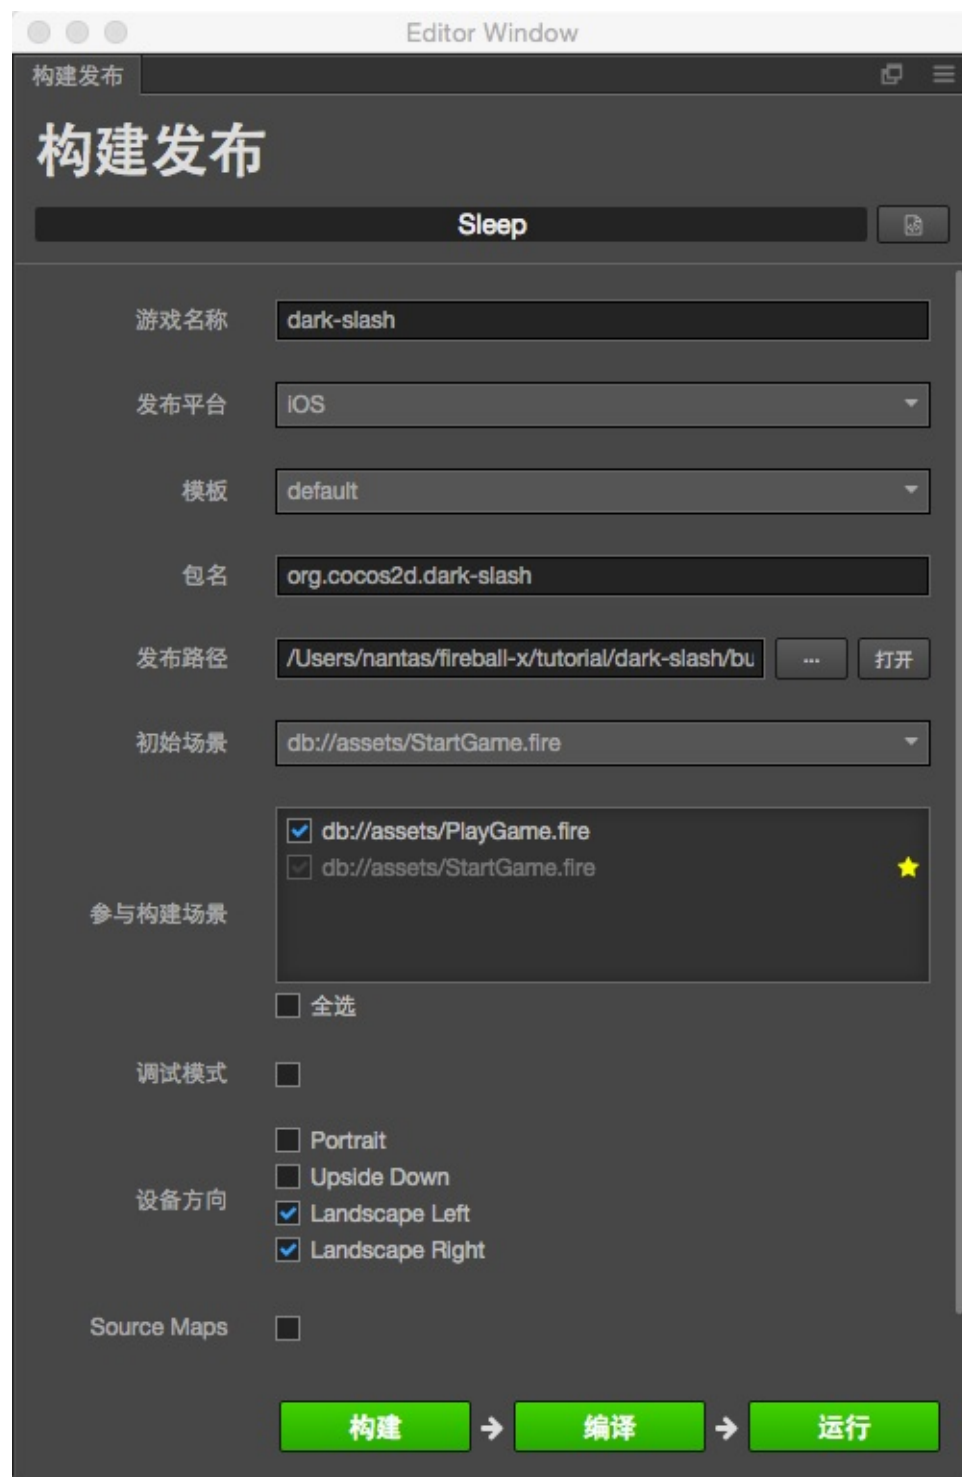 Editor Window
构建发布
构建发布
Sleep
游戏名称 dark-slash
发布平台 iOS
模板 default
包名 org.cocos2d.dark-slash
发布路径 /Users/nantas/fireball-x/tutorial/dark-slash/bu ... 打开
初始场景 db://assets/StartGame.fire
db://assets/PlayGame.fire
db://assets/StartGame.fire
参与构建场景
全选
调试模式
Portrait
Upside Down
设备方向
Landscape Left
Landscape Right
Source Maps
构建 编译 运行